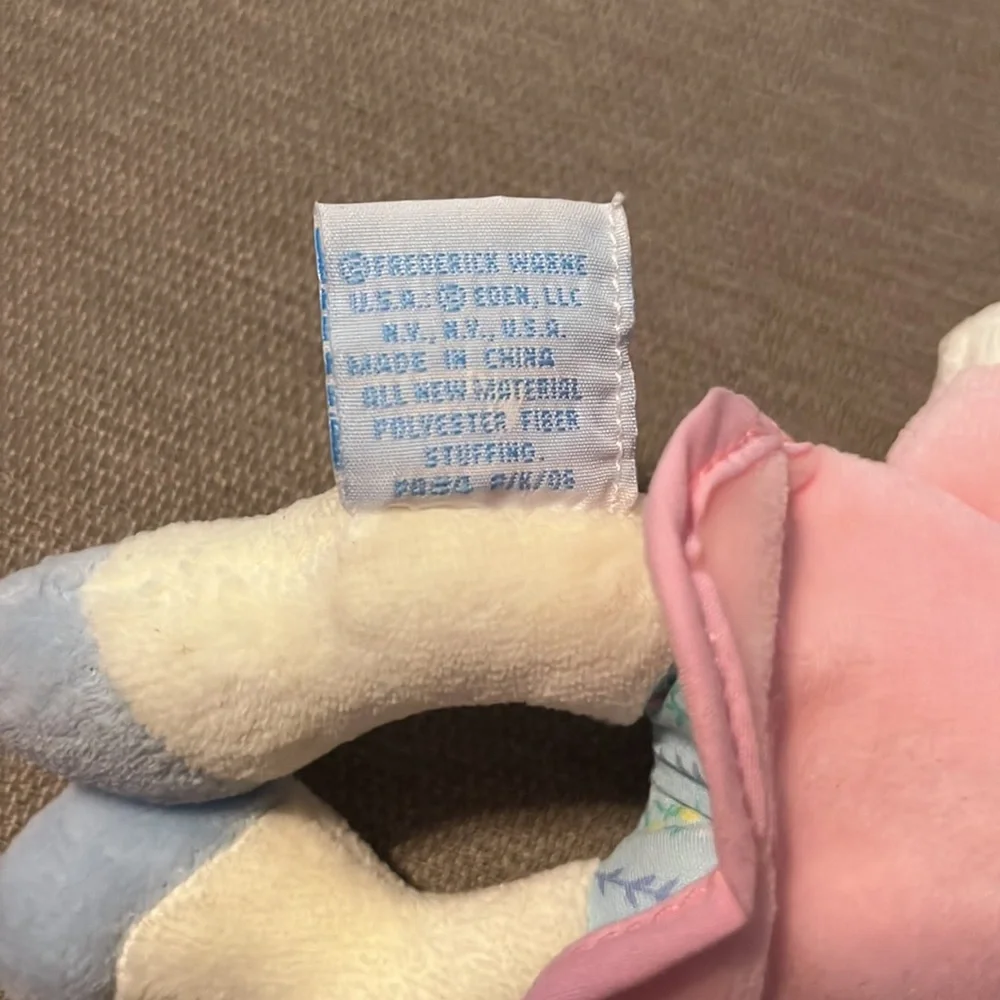 © FREDERICK WARNE
U.S.A. © EDEN, LLC
N.Y., N.Y., U.S.A.
MADE IN CHINA
ALL NEW MATERIAL
POLYESTER FIBER
STUFFING.